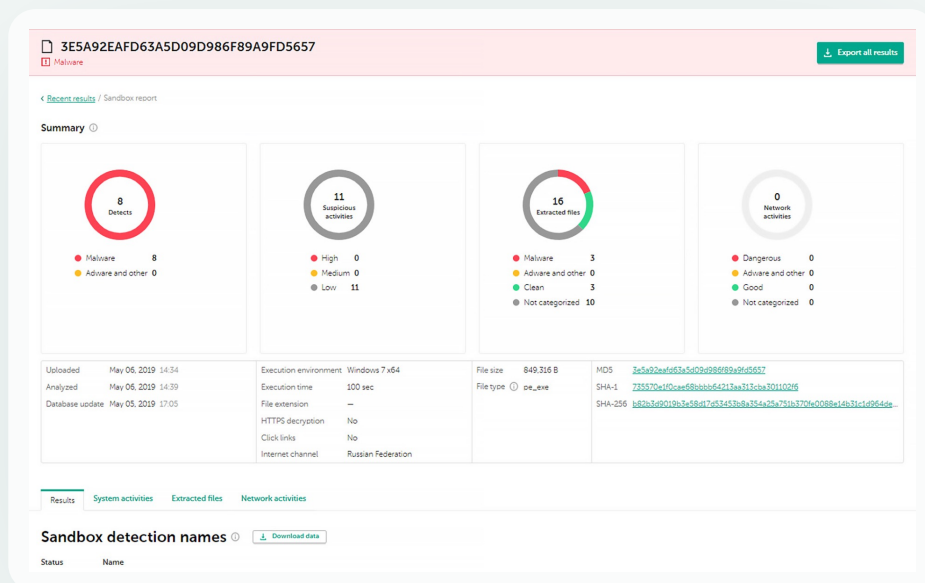 3E5A92EAFD63A5D09D986F89A9FD5657
Malware
Export all results
Recent results / Sandbox report
Summary
8
Detects
Malware 8
Adware and other 0
11
Suspicious
activities
High 0
Medium 0
Low 11
16
Extracted files
Malware 3
Adware and other 0
Clean 3
Not categorized 10
0
Network
activities
Dangerous 0
Adware and other 0
Good 0
Not categorized 0
Uploaded May 06, 2019 14:34
Analyzed May 06, 2019 14:39
Database update May 05, 2019 17:05
Execution environment Windows 7 x64
Execution time 100 sec
File extension —
HTTPS decryption No
Click links No
Internet channel Russian Federation
File size 849.316 B
File type pe_exe
MD5 3e5a92eafd63a5d09d986f89a9fd5657
SHA-1 735570e1f0cae68bbbb64213aa313cba301102f6
SHA-256 b82b3d9019b3e58d17d53453b8a354a25a751b370fe0088e14b31c1d964de...
Results
System activities
Extracted files
Network activities
Sandbox detection names
Download data
Status Name